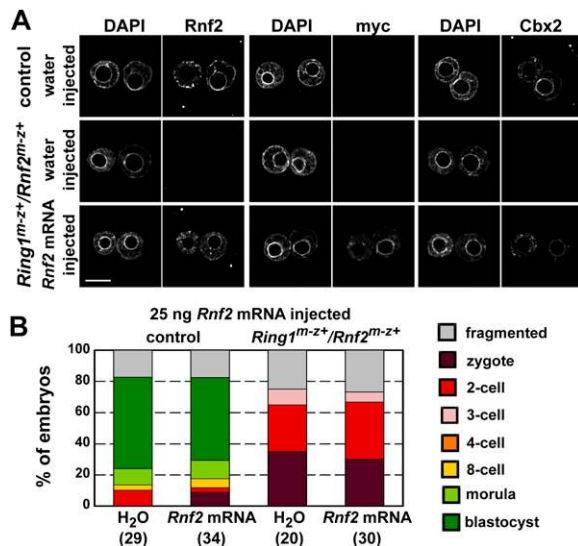 A
DAPI Rnf2 DAPI myc DAPI Cbx2
control
water injected
Ring1m-z+/Rnf2m-z+
water injected
Rnf2 mRNA injected
B
25 ng Rnf2 mRNA injected
control Ring1m-z+/Rnf2m-z+
% of embryos
100
80
60
40
20
0
H2O Rnf2 mRNA H2O Rnf2 mRNA
(29) (34) (20) (30)
fragmented
zygote
2-cell
3-cell
4-cell
8-cell
morula
blastocyst